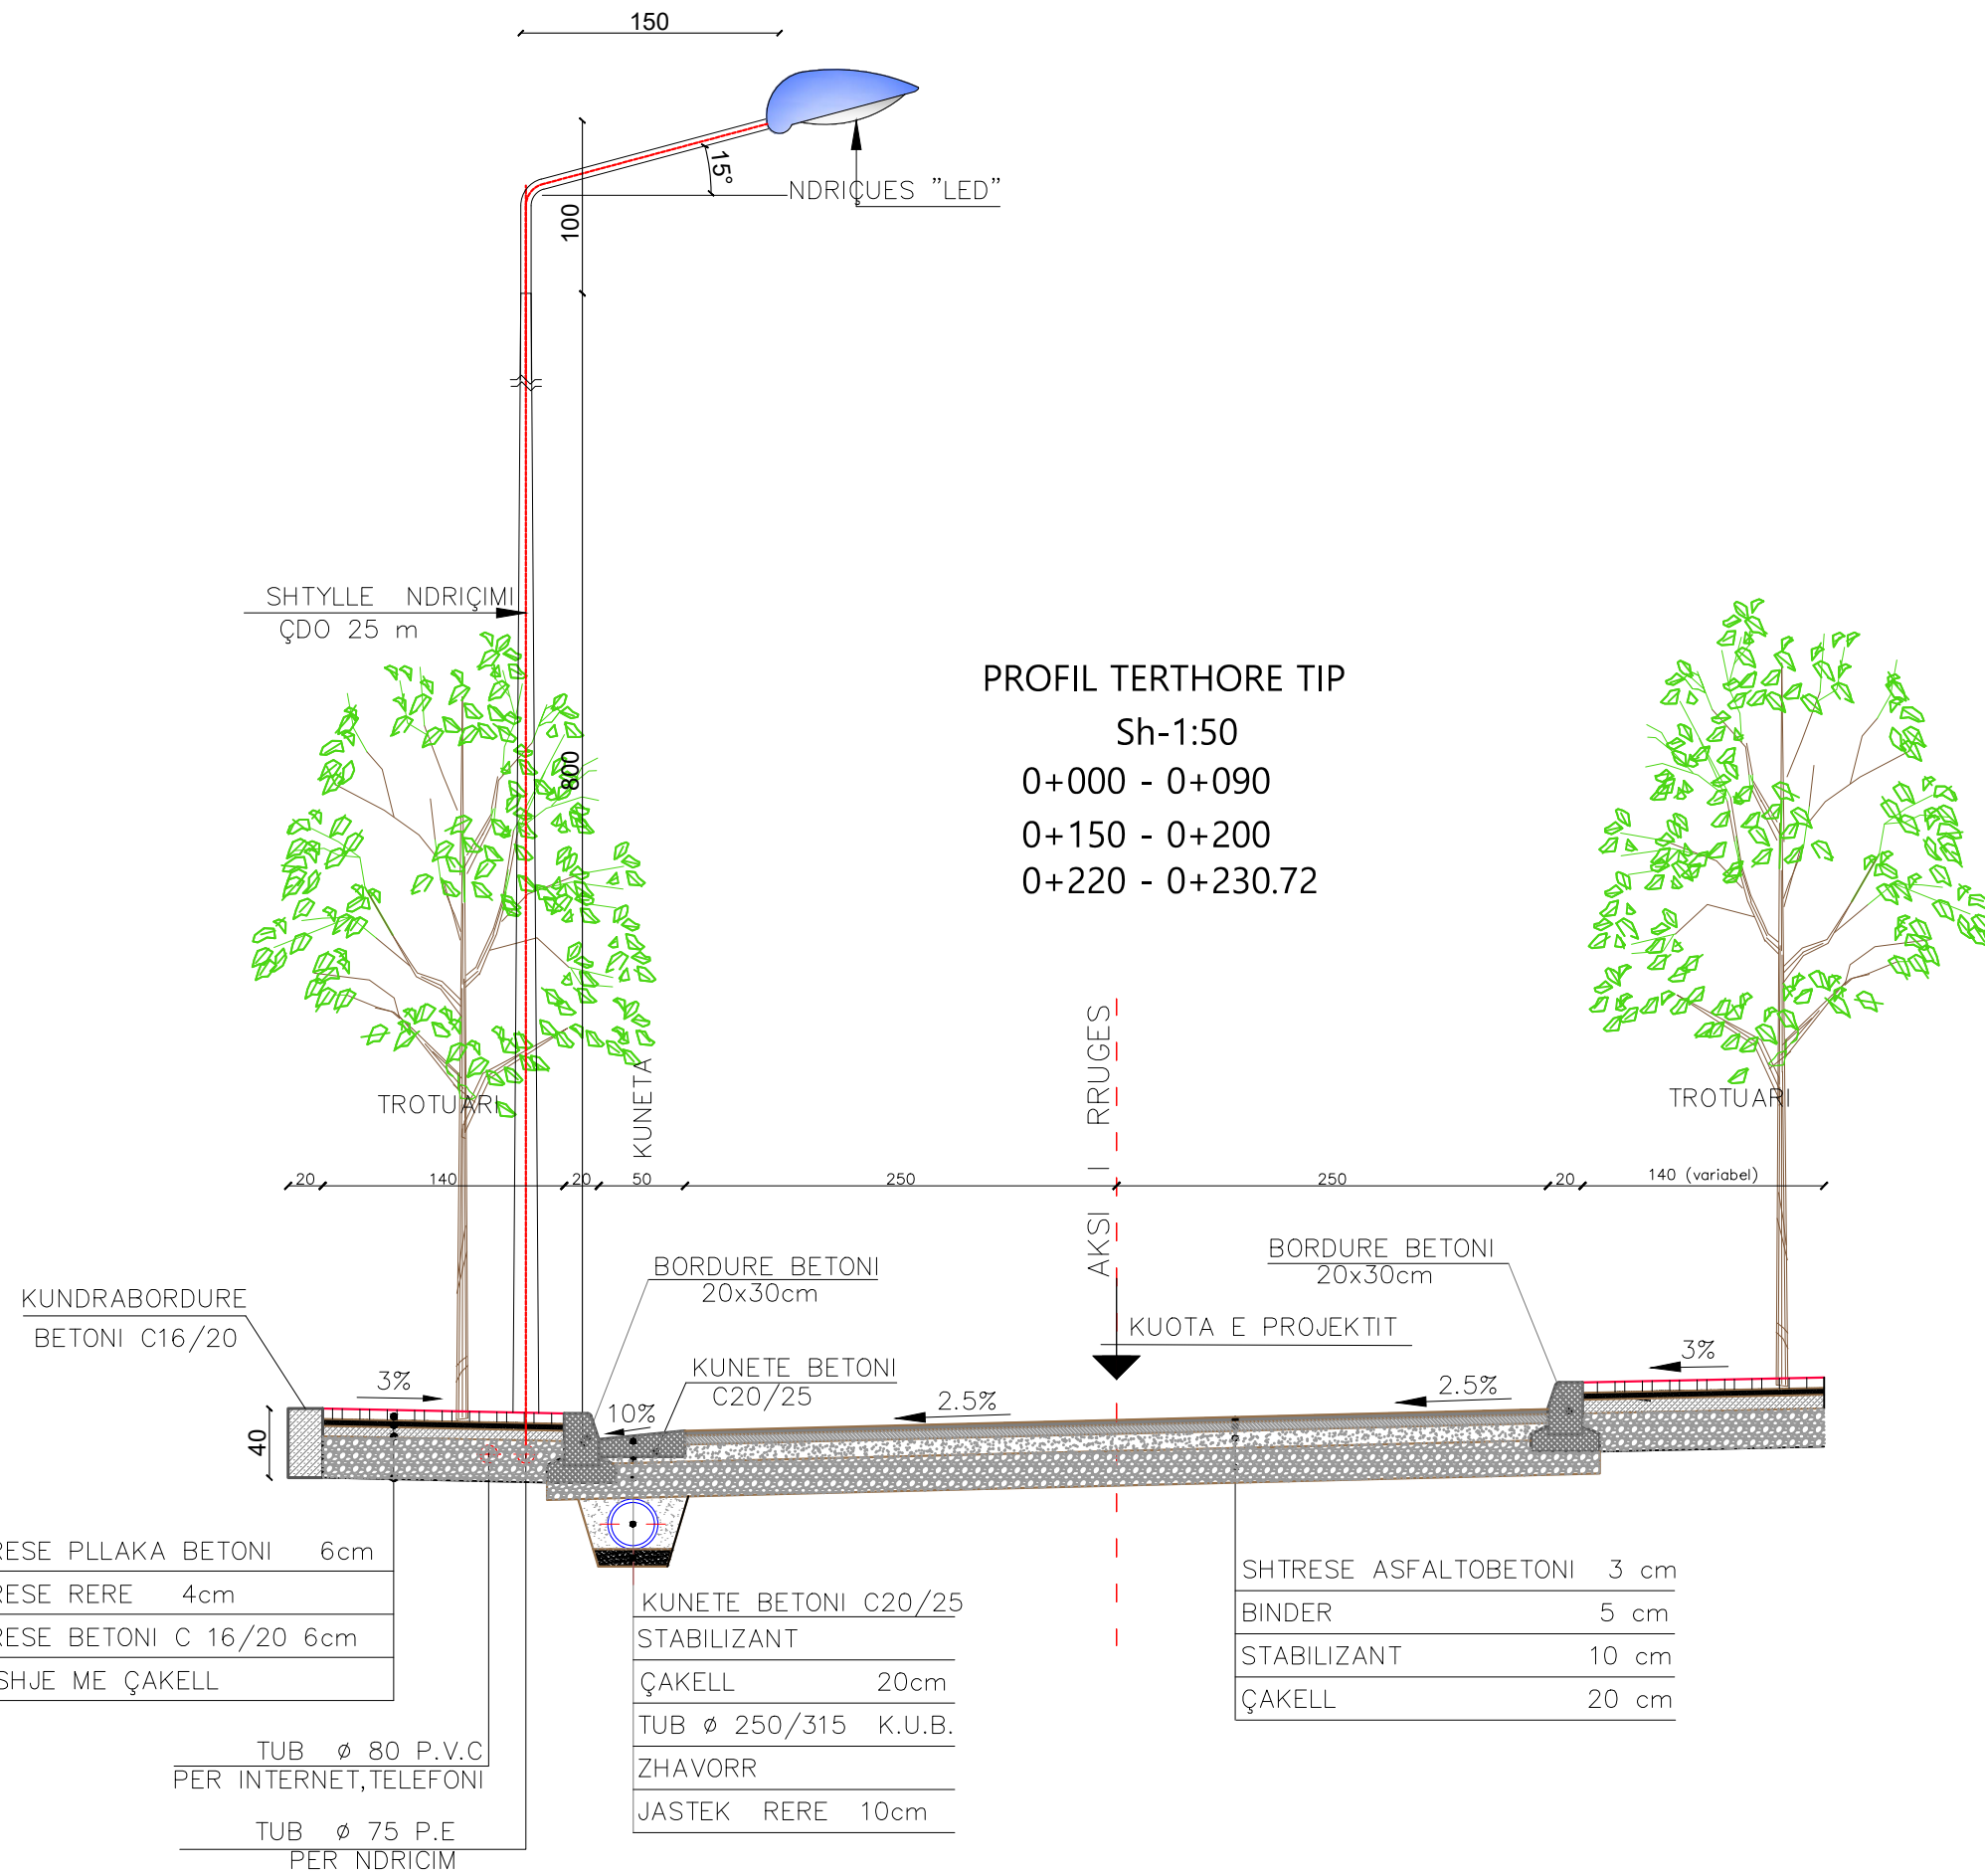 150
15°
NDRIÇUES "LED"
100
SHTYLLE NDRIÇIMI
ÇDO 25 m
800
PROFIL TERTHORE TIP
Sh-1:50
0+000 - 0+090
0+150 - 0+200
0+220 - 0+230.72
TROTUARI
KUNETA
AKSI I RRUGES
TROTUARI
20
140
20
50
250
250
20
140 (variabel)
BORDURE BETONI
20x30cm
BORDURE BETONI
20x30cm
KUNDRABORDURE
BETONI C16/20
KUOTA E PROJEKTIT
KUNETE BETONI
C20/25
3%
10%
2.5%
2.5%
3%
40
RESE PLLAKA BETONI 6cm
RESE RERE 4cm
RESE BETONI C 16/20 6cm
SHJE ME ÇAKELL
TUB ø 80 P.V.C
PER INTERNET,TELEFONI
TUB ø 75 P.E
PER NDRICIM
KUNETE BETONI C20/25
STABILIZANT
ÇAKELL 20cm
TUB ø 250/315 K.U.B.
ZHAVORR
JASTEK RERE 10cm
SHTRESE ASFALTOBETONI 3 cm
BINDER 5 cm
STABILIZANT 10 cm
ÇAKELL 20 cm